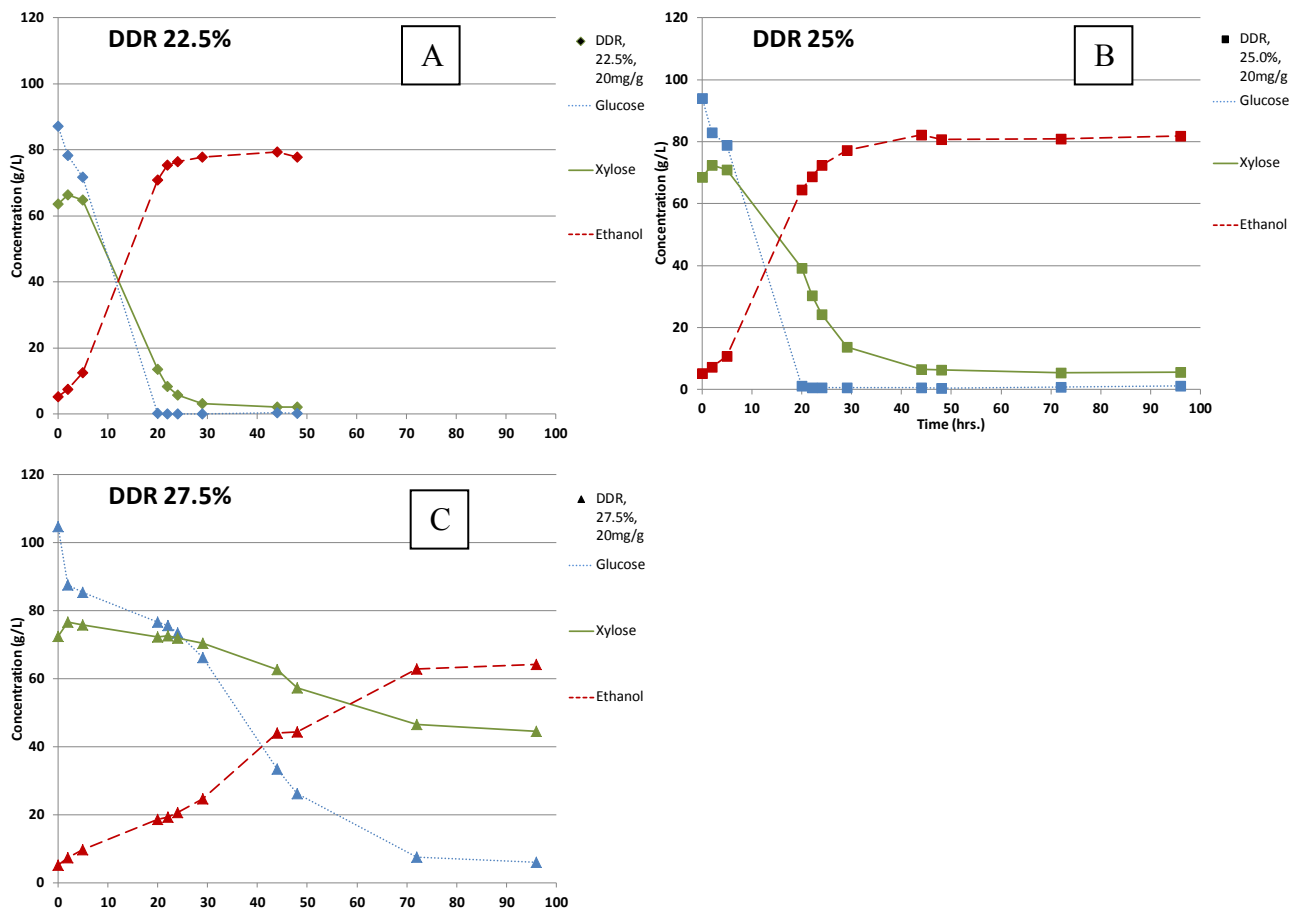 DDR 22.5%
A
120
100
80
60
40
20
0
Concentration (g/L)
0 10 20 30 40 50 60 70 80 90 100
DDR,
22.5%,
20mg/g
Glucose
Xylose
Ethanol
DDR 25%
B
120
100
80
60
40
20
0
Concentration (g/L)
0 10 20 30 40 50 60 70 80 90 100
Time (hrs.)
DDR,
25.0%,
20mg/g
Glucose
Xylose
Ethanol
DDR 27.5%
C
120
100
80
60
40
20
0
Concentration (g/L)
0 10 20 30 40 50 60 70 80 90 100
DDR,
27.5%,
20mg/g
Glucose
Xylose
Ethanol